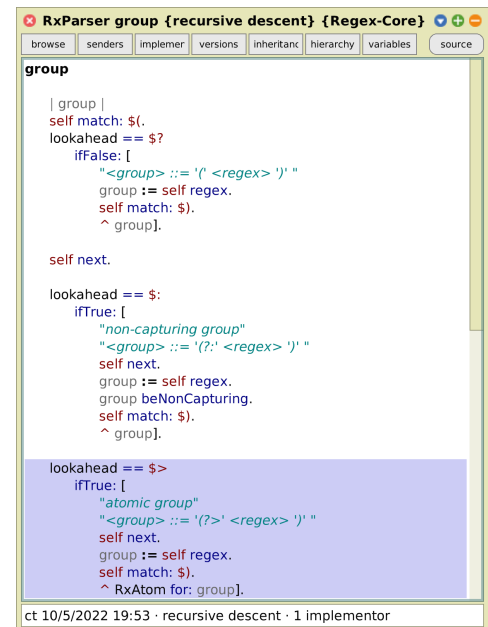 RxParser group {recursive descent} {Regex-Core}
browse senders implemer versions inheritanc hierarchy variables source
group
| group |
self match: $(.
lookahead == $?
ifFalse: [
"<group> ::= '(' <regex> ')' "
group := self regex.
self match: $).
^ group].
self next.
lookahead == $:
ifTrue: [
"non-capturing group"
"<group> ::= '(?:' <regex> ')' "
self next.
group := self regex.
group beNonCapturing.
self match: $).
^ group].
lookahead == $>
ifTrue: [
"atomic group"
"<group> ::= '(?>' <regex> ')' "
self next.
group := self regex.
self match: $).
^ RxAtom for: group].
ct 10/5/2022 19:53 · recursive descent · 1 implementor